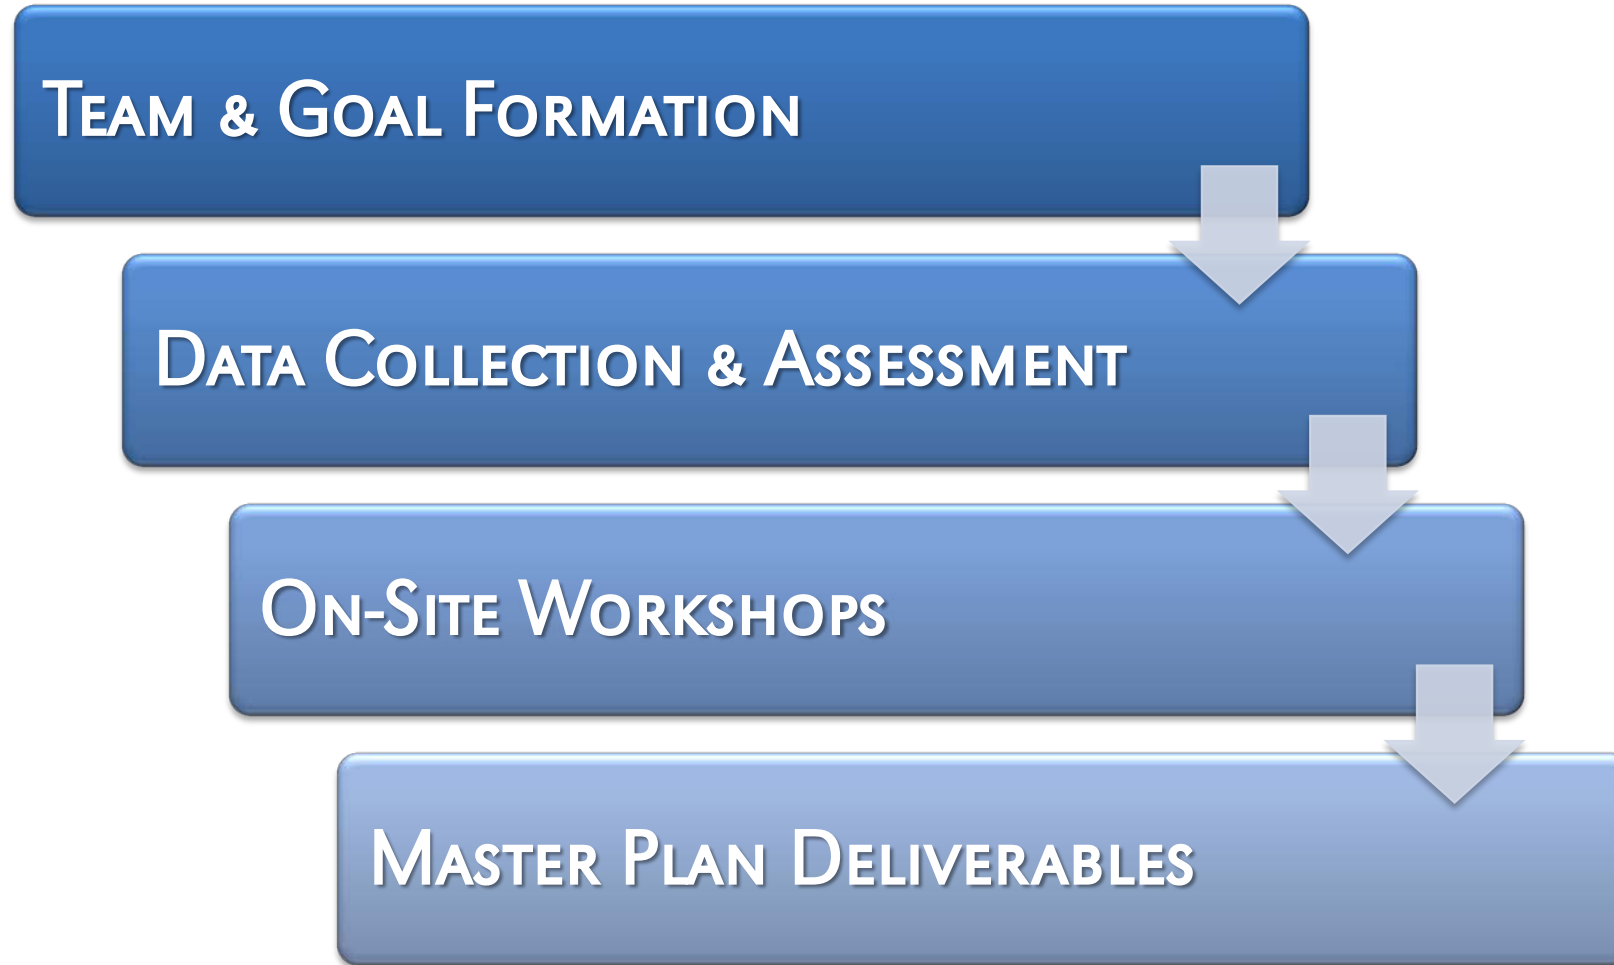 Team & Goal Formation
Data Collection & Assessment
On-Site Workshops
Master Plan Deliverables